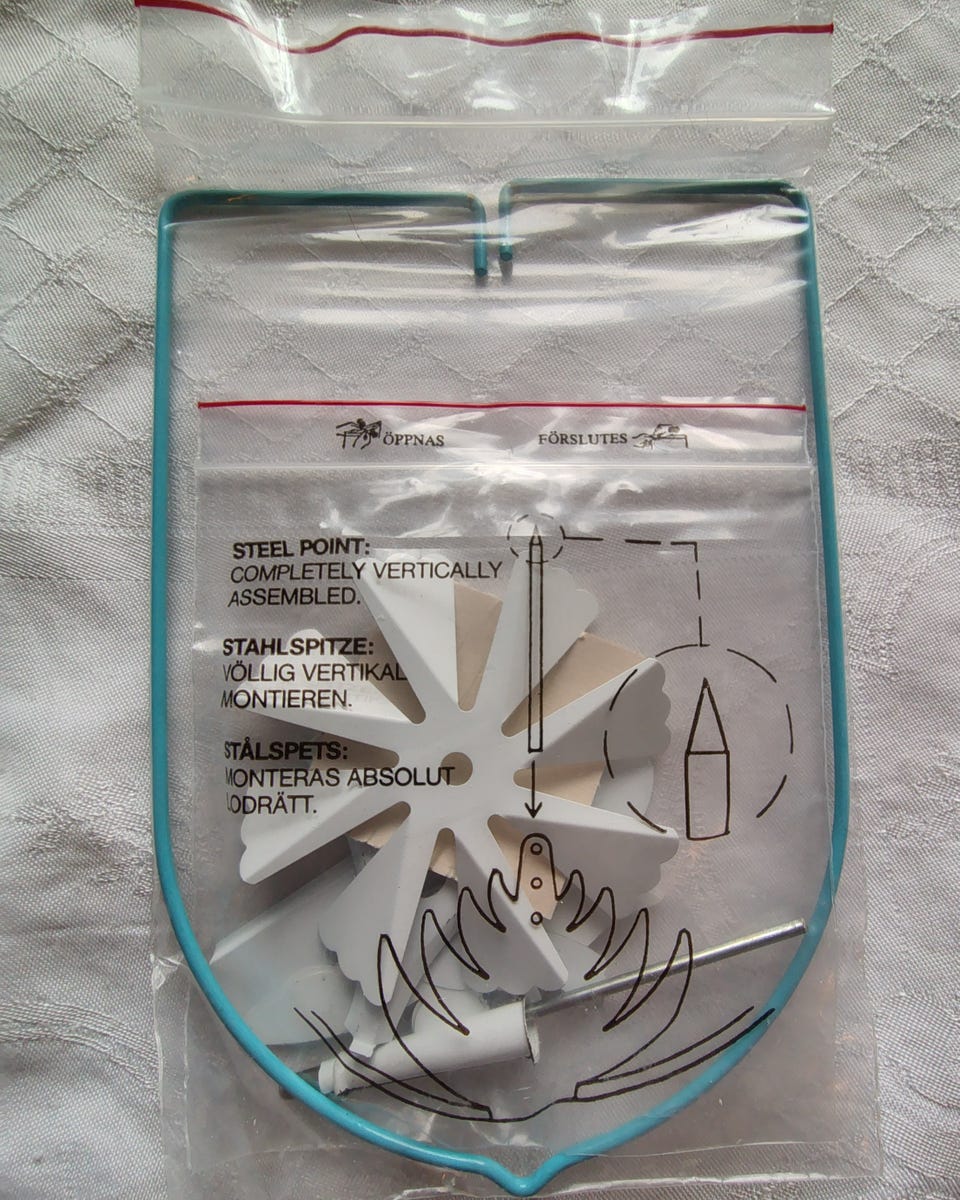 ÖPPNAS FÖRSLUTES
STEEL POINT:
COMPLETELY VERTICALLY
ASSEMBLED.
STAHLSPITZE:
VÖLLIG VERTIKAL
MONTIEREN.
STÅLSPETS:
MONTERAS ABSOLUT
LODRÄTT.